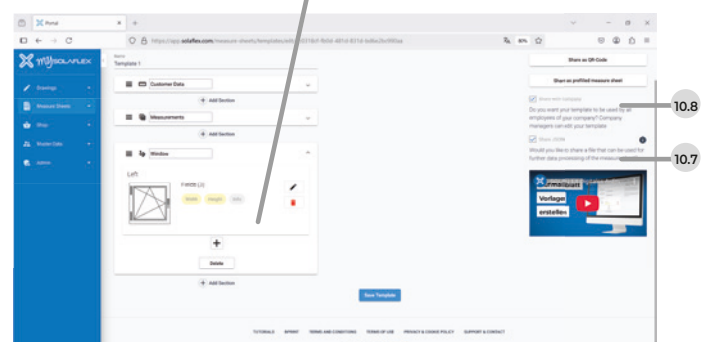 Portal
https://app.solaflex.com/measure-sheets/templates/
80%
mySOLAFLEX
Drawings
Measure Sheets
Shop
Master Data
Admin
Name
Template 1
Customer Data
Add Section
Measurements
Add Section
Window
Left
Fields (3)
Width Height Info
Delete
Add Section
Save Template
Share as QR-Code
Share as prefilled measure sheet
Share with company
Do you want your template to be used by all
employees of your company? Company
managers can edit your template
Share JSON
Would you like to share a file that can be used for
further data processing of the measure
Vorlage
erstellen
10.8
10.7
TUTORIALS IMPRINT TERMS AND CONDITIONS TERMS OF USE PRIVACY & COOKIE POLICY SUPPORT & CONTACT